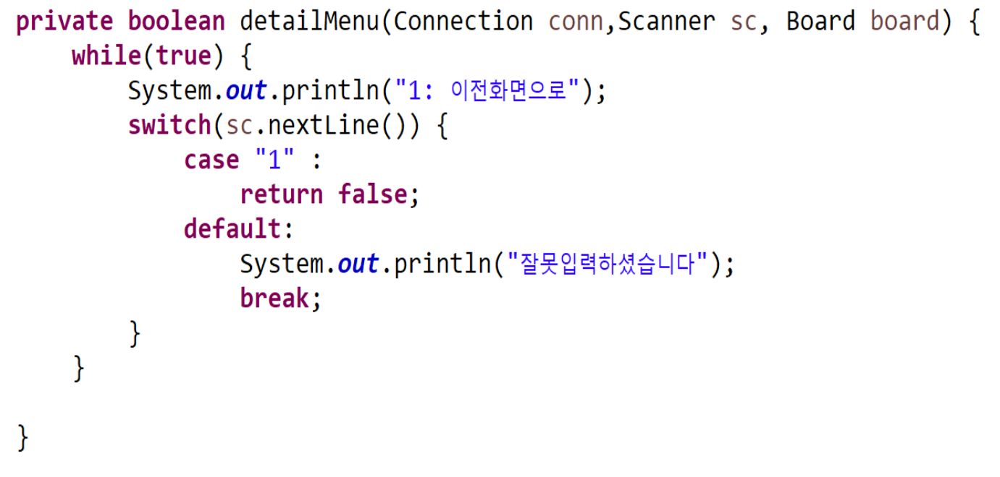 private boolean detailMenu(Connection conn,Scanner sc, Board board) {
while(true) {
System.out.println("1: 이전화면으로");
switch(sc.nextLine()) {
case "1" :
return false;
default:
System.out.println("잘못입력하셨습니다");
break;
}
}
}